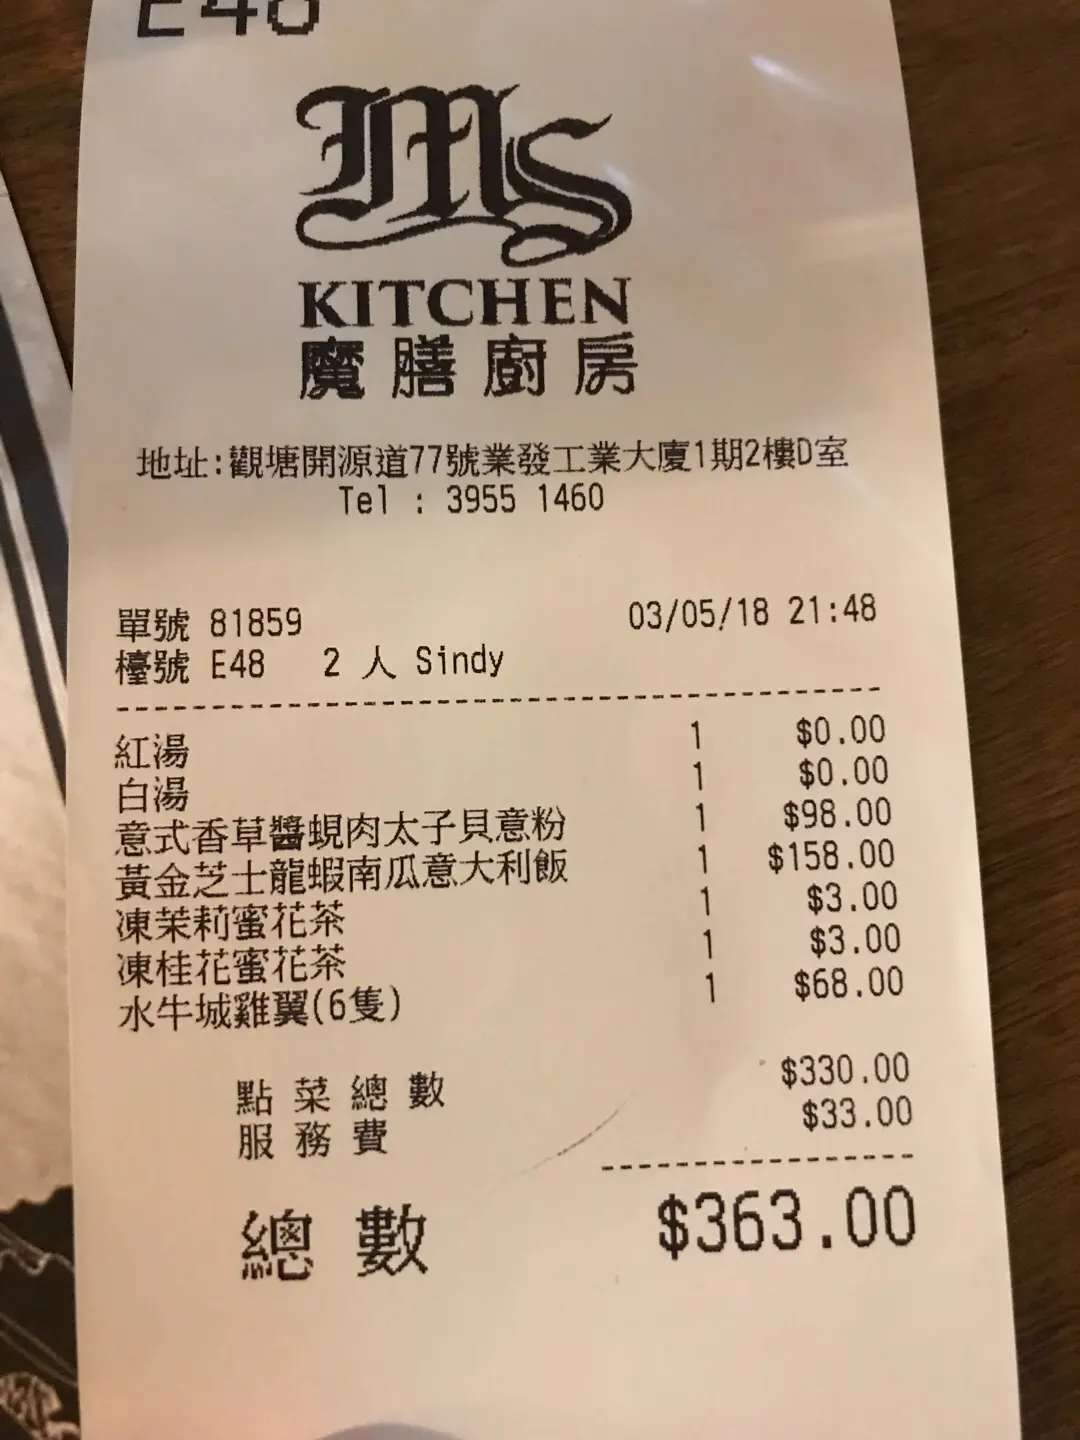 E48
MS
KITCHEN
魔膳廚房
地址:觀塘開源道77號業發工業大廈1期2樓D室
Tel : 3955 1460
單號 81859 03/05/18 21:48
檯號 E48 2 人 Sindy
紅湯 1 $0.00
白湯 1 $0.00
意式香草醬蜆肉太子貝意粉 1 $98.00
黃金芝士龍蝦南瓜意大利飯 1 $158.00
凍茉莉蜜花茶 1 $3.00
凍桂花蜜花茶 1 $3.00
水牛城雞翼(6隻) 1 $68.00
點菜總數 $330.00
服務費 $33.00
總數 $363.00